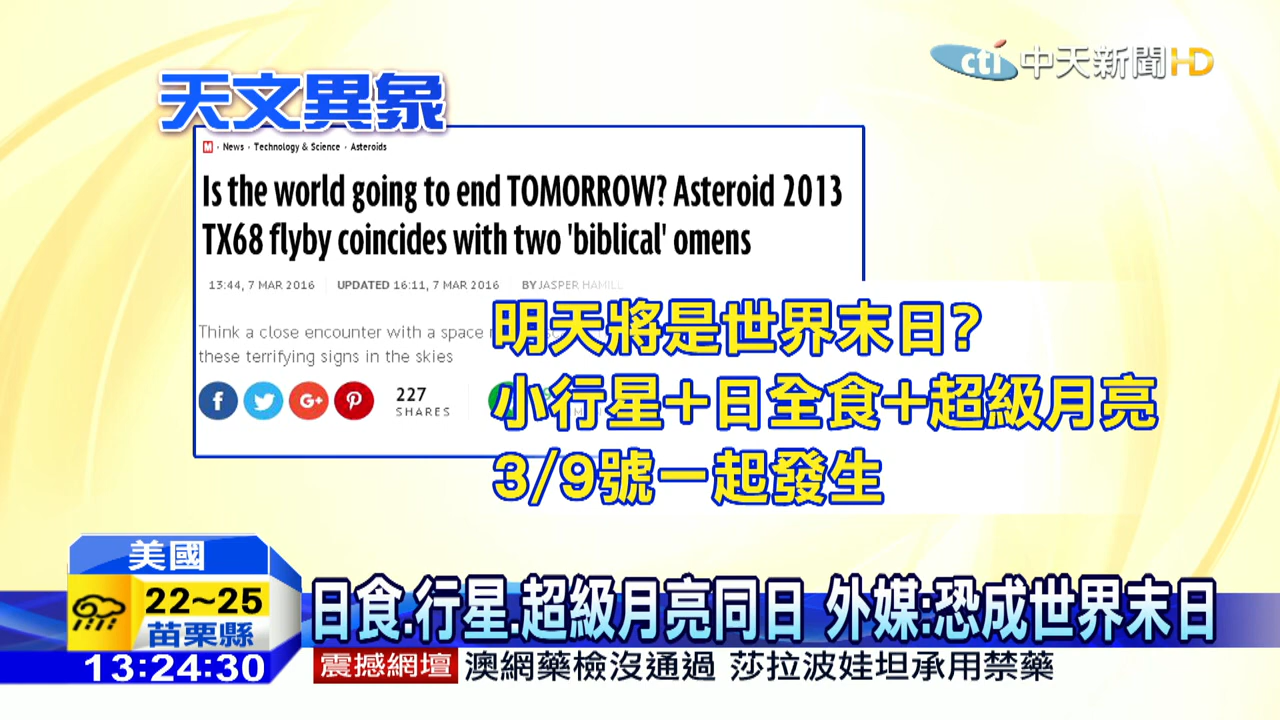 cti 中天新聞HD
天文異象
M · News · Technology & Science · Asteroids
Is the world going to end TOMORROW? Asteroid 2013
TX68 flyby coincides with two 'biblical' omens
13:44, 7 MAR 2016 UPDATED 16:11, 7 MAR 2016 BY JASPER HAMILL
Think a close encounter with a space
these terrifying signs in the skies
227
SHARES
明天將是世界末日?
小行星+日全食+超級月亮
3/9號一起發生
美國
22~25
苗栗縣
13:24:30
日食.行星.超級月亮同日 外媒:恐成世界末日
震撼網壇 澳網藥檢沒通過 莎拉波娃坦承用禁藥